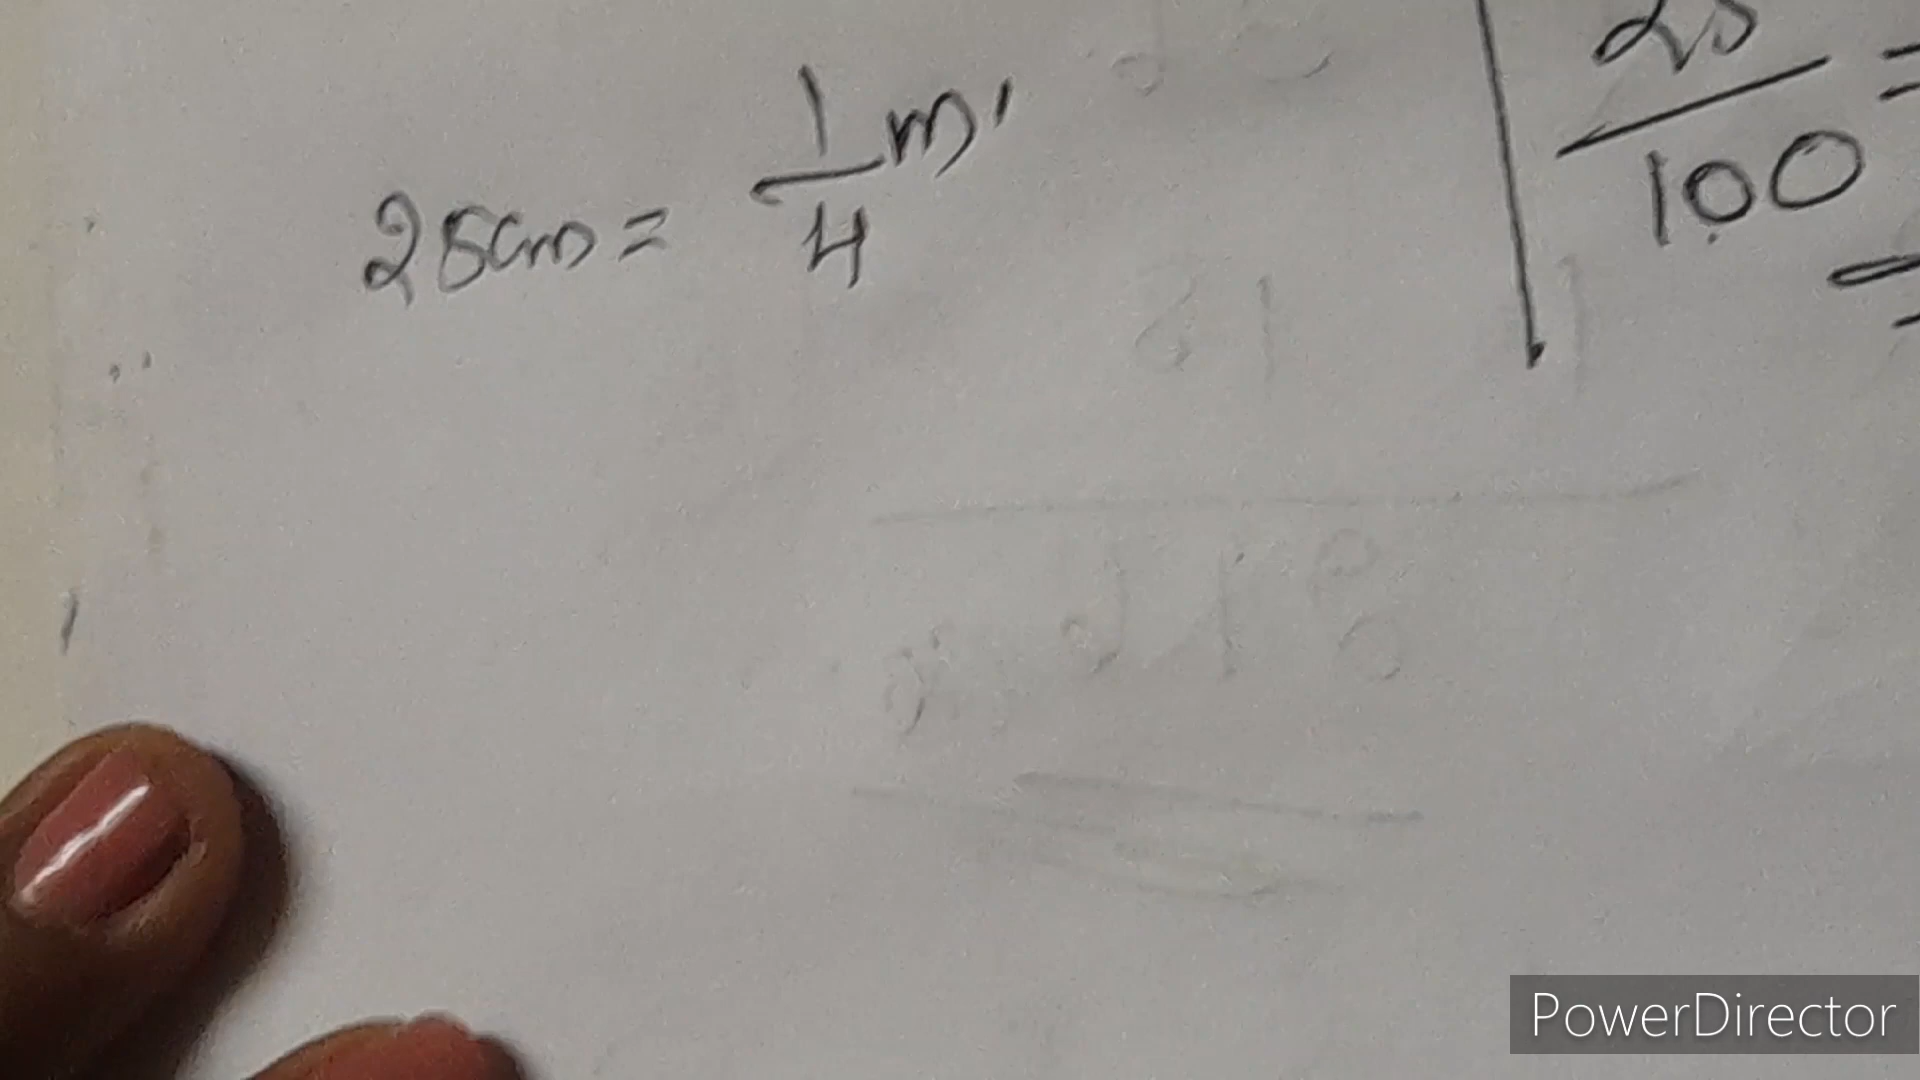 25cm = 1/4 m
25/100 =
PowerDirector